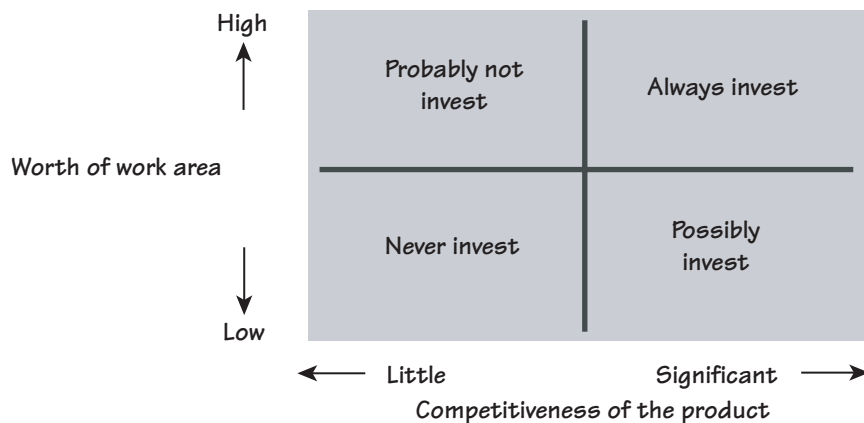 High
Probably not
invest
Always invest
Worth of work area
Never invest
Possibly
invest
Low
Little
Significant
Competitiveness of the product